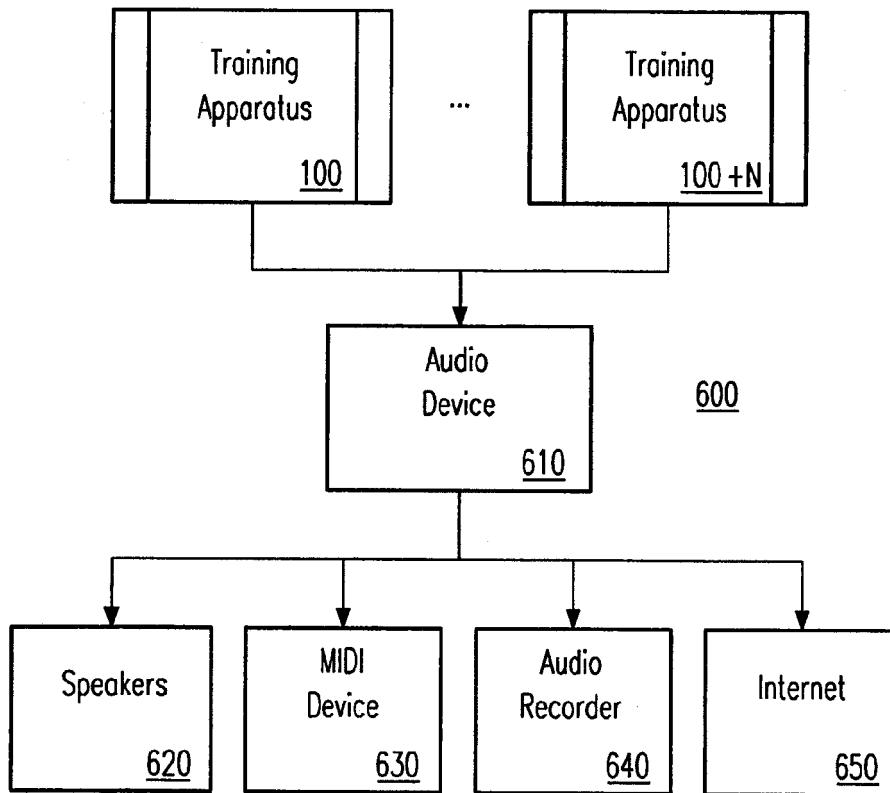 Training
Apparatus
100
...
Training
Apparatus
100+N
Audio
Device
610
600
Speakers
620
MIDI
Device
630
Audio
Recorder
640
Internet
650